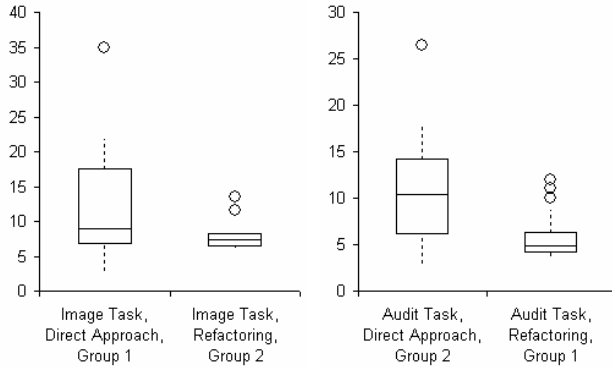 40
35
30
25
20
15
10
5
0
Image Task,
Direct Approach,
Group 1
Image Task,
Refactoring,
Group 2
30
25
20
15
10
5
0
Audit Task,
Direct Approach,
Group 2
Audit Task,
Refactoring,
Group 1